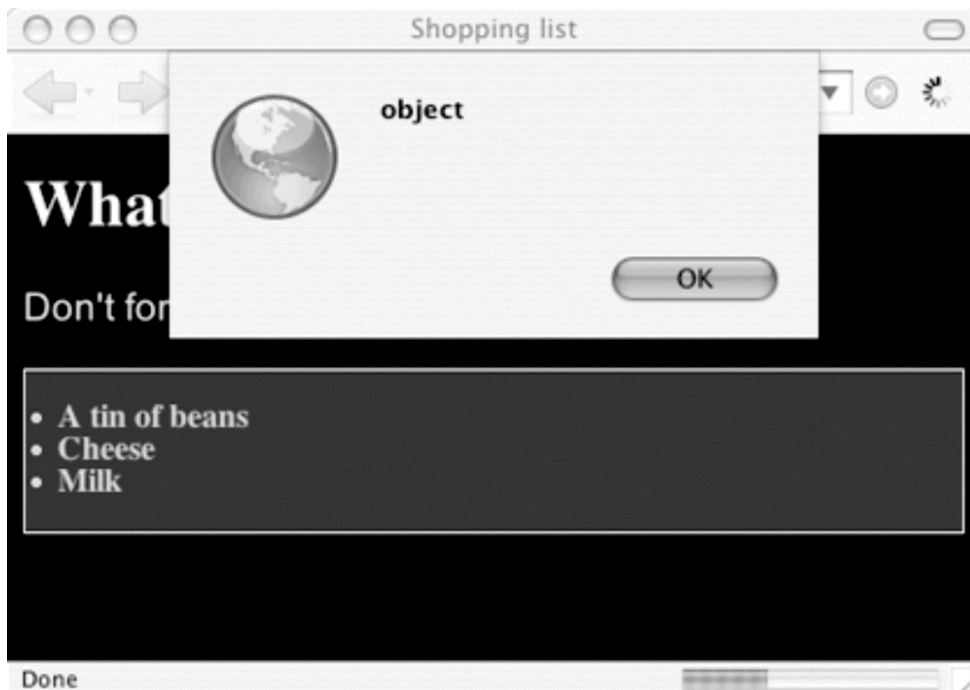 Shopping list
object
OK
What
Don't for
A tin of beans
Cheese
Milk
Done